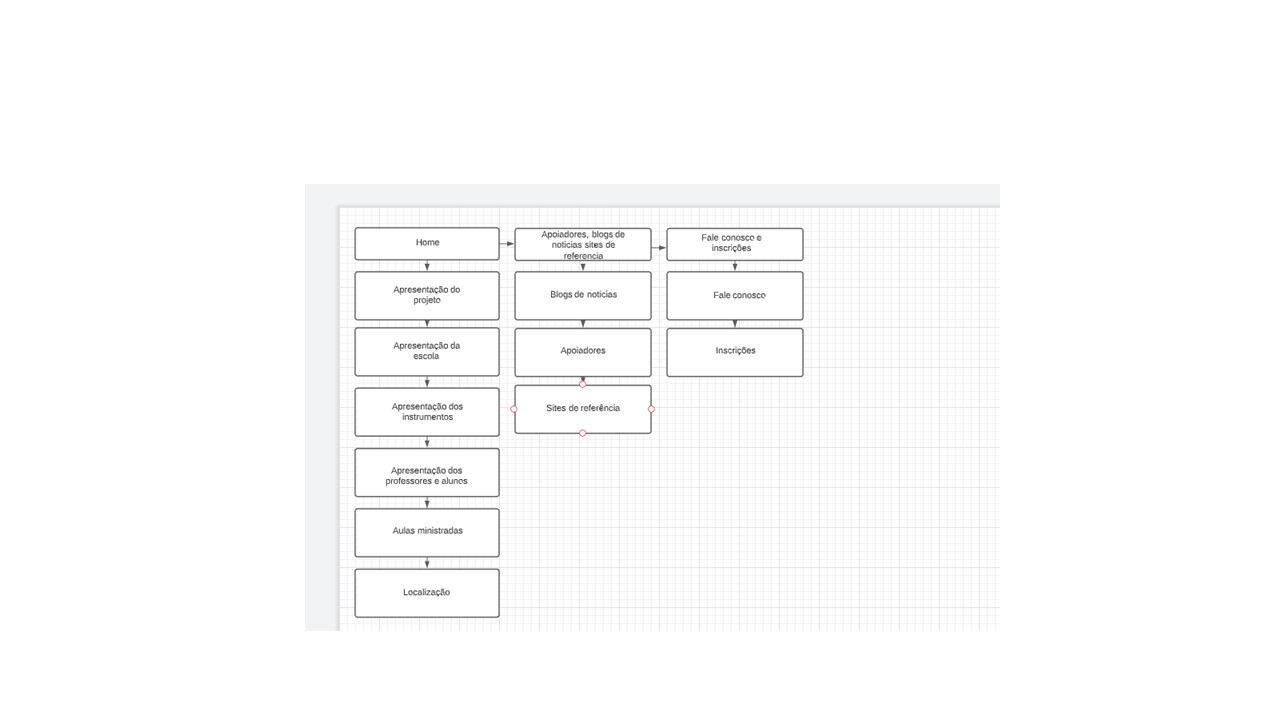 Home
Apresentação do
projeto
Apresentação da
escola
Apresentação dos
instrumentos
Apresentação dos
professores e alunos
Aulas ministradas
Localização
Apoiadores, blogs de
noticias sites de
referencia
Blogs de noticias
Apoiadores
Sites de referência
Fale conosco e
inscrições
Fale conosco
Inscrições